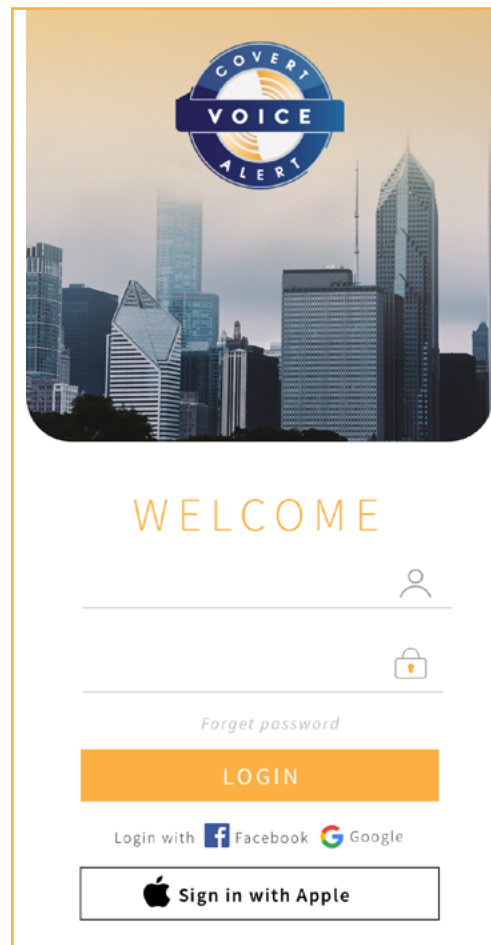 COVERT
VOICE
ALERT
WELCOME
Forget password
LOGIN
Login with Facebook Google
Sign in with Apple